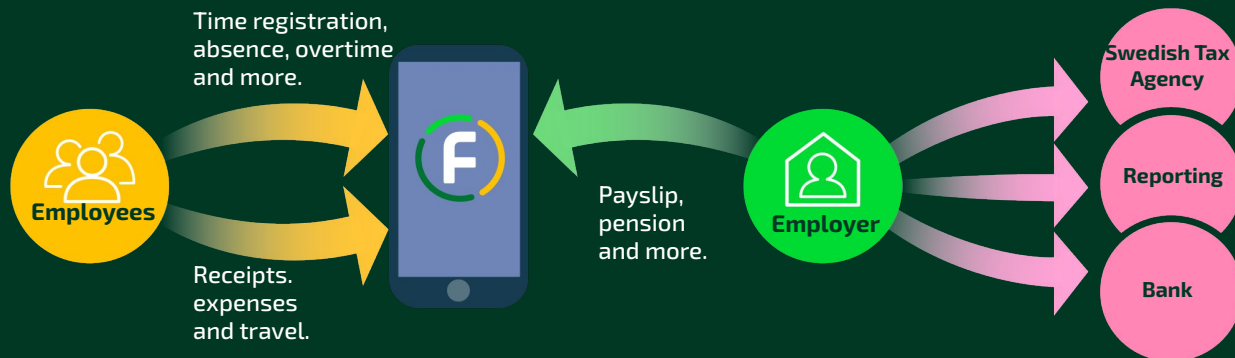 Time registration,
absence, overtime
and more.
Employees
Receipts.
expenses
and travel.
F
Payslip,
pension
and more.
Employer
Swedish Tax
Agency
Reporting
Bank